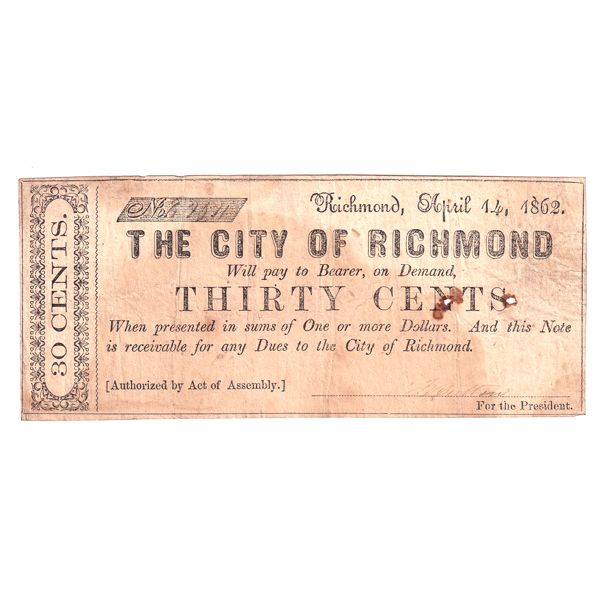 30 CENTS.
No.
Richmond, April 14, 1862.
THE CITY OF RICHMOND
Will pay to Bearer, on Demand,
THIRTY CENTS
When presented in sums of One or more Dollars. And this Note
is receivable for any Dues to the City of Richmond.
[Authorized by Act of Assembly.]
For the President.